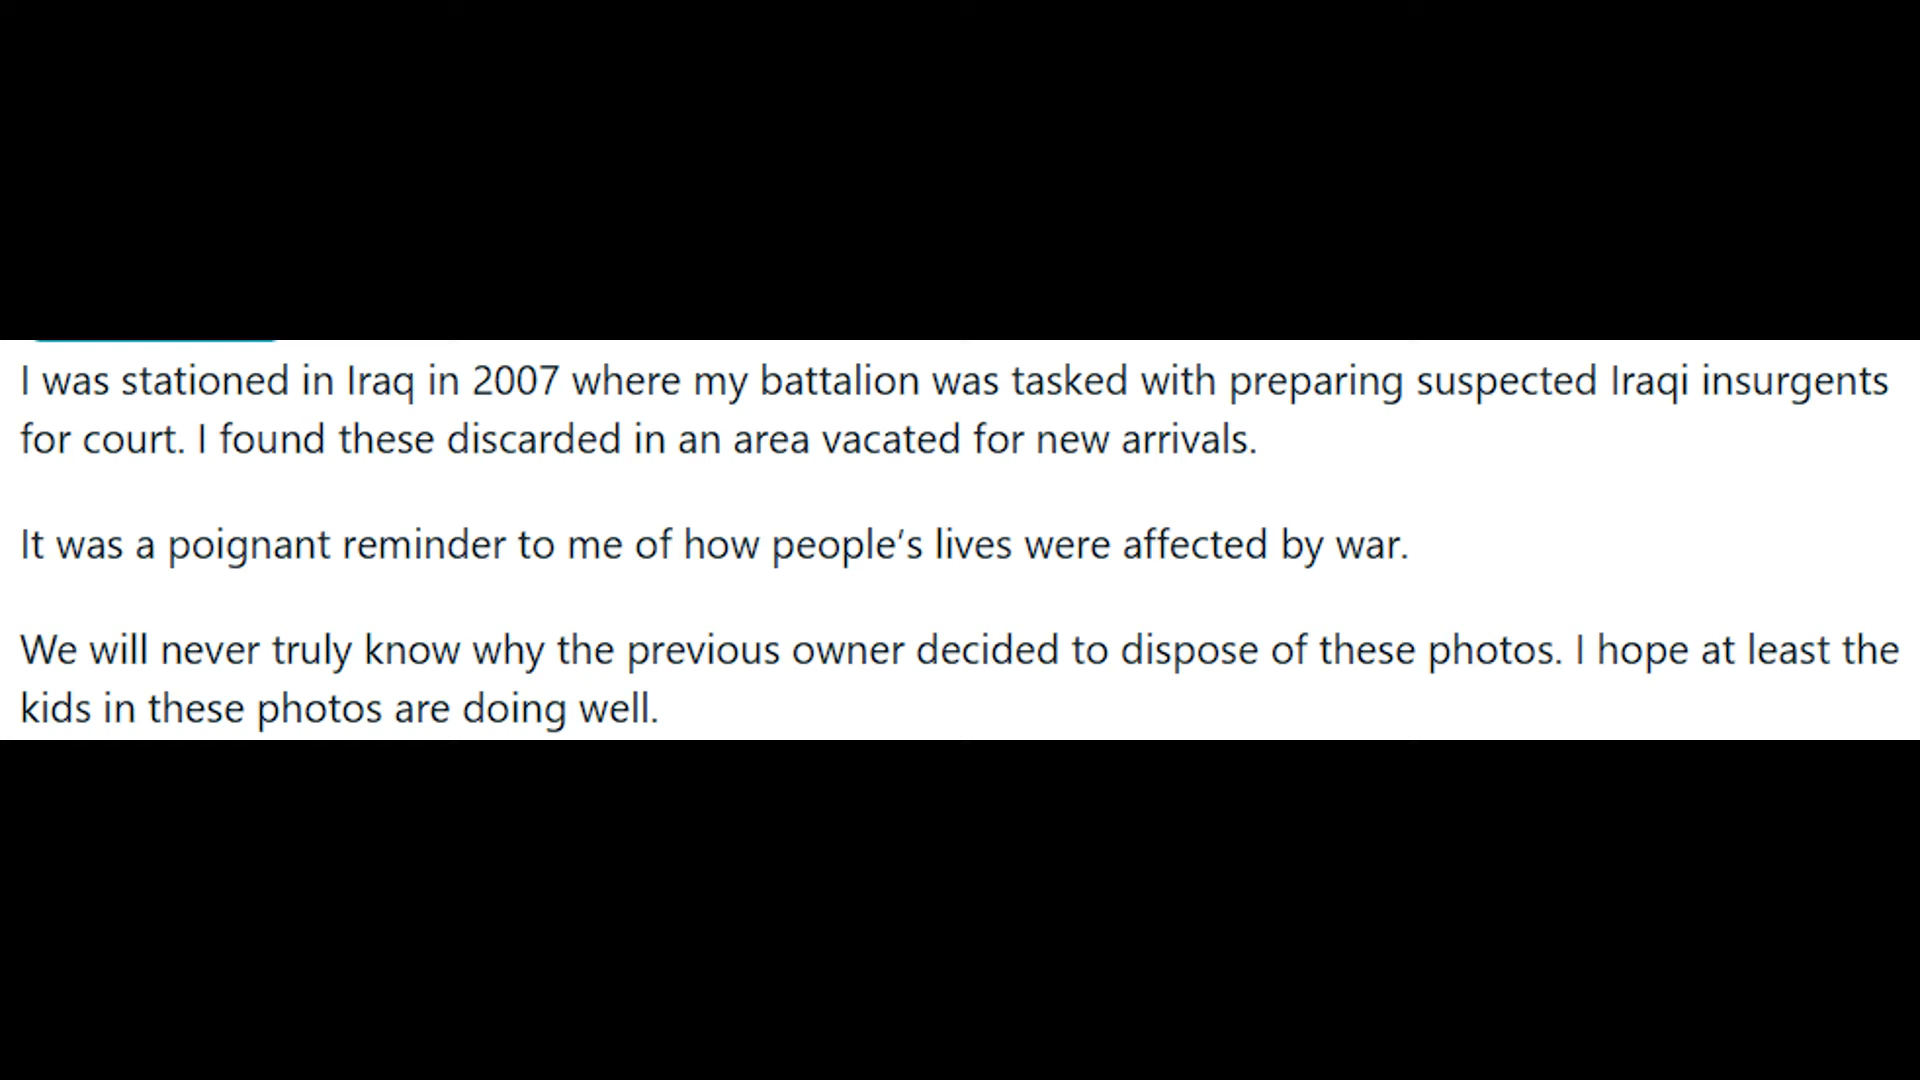 I was stationed in Iraq in 2007 where my battalion was tasked with preparing suspected Iraqi insurgents
for court. I found these discarded in an area vacated for new arrivals.
It was a poignant reminder to me of how people’s lives were affected by war.
We will never truly know why the previous owner decided to dispose of these photos. I hope at least the
kids in these photos are doing well.